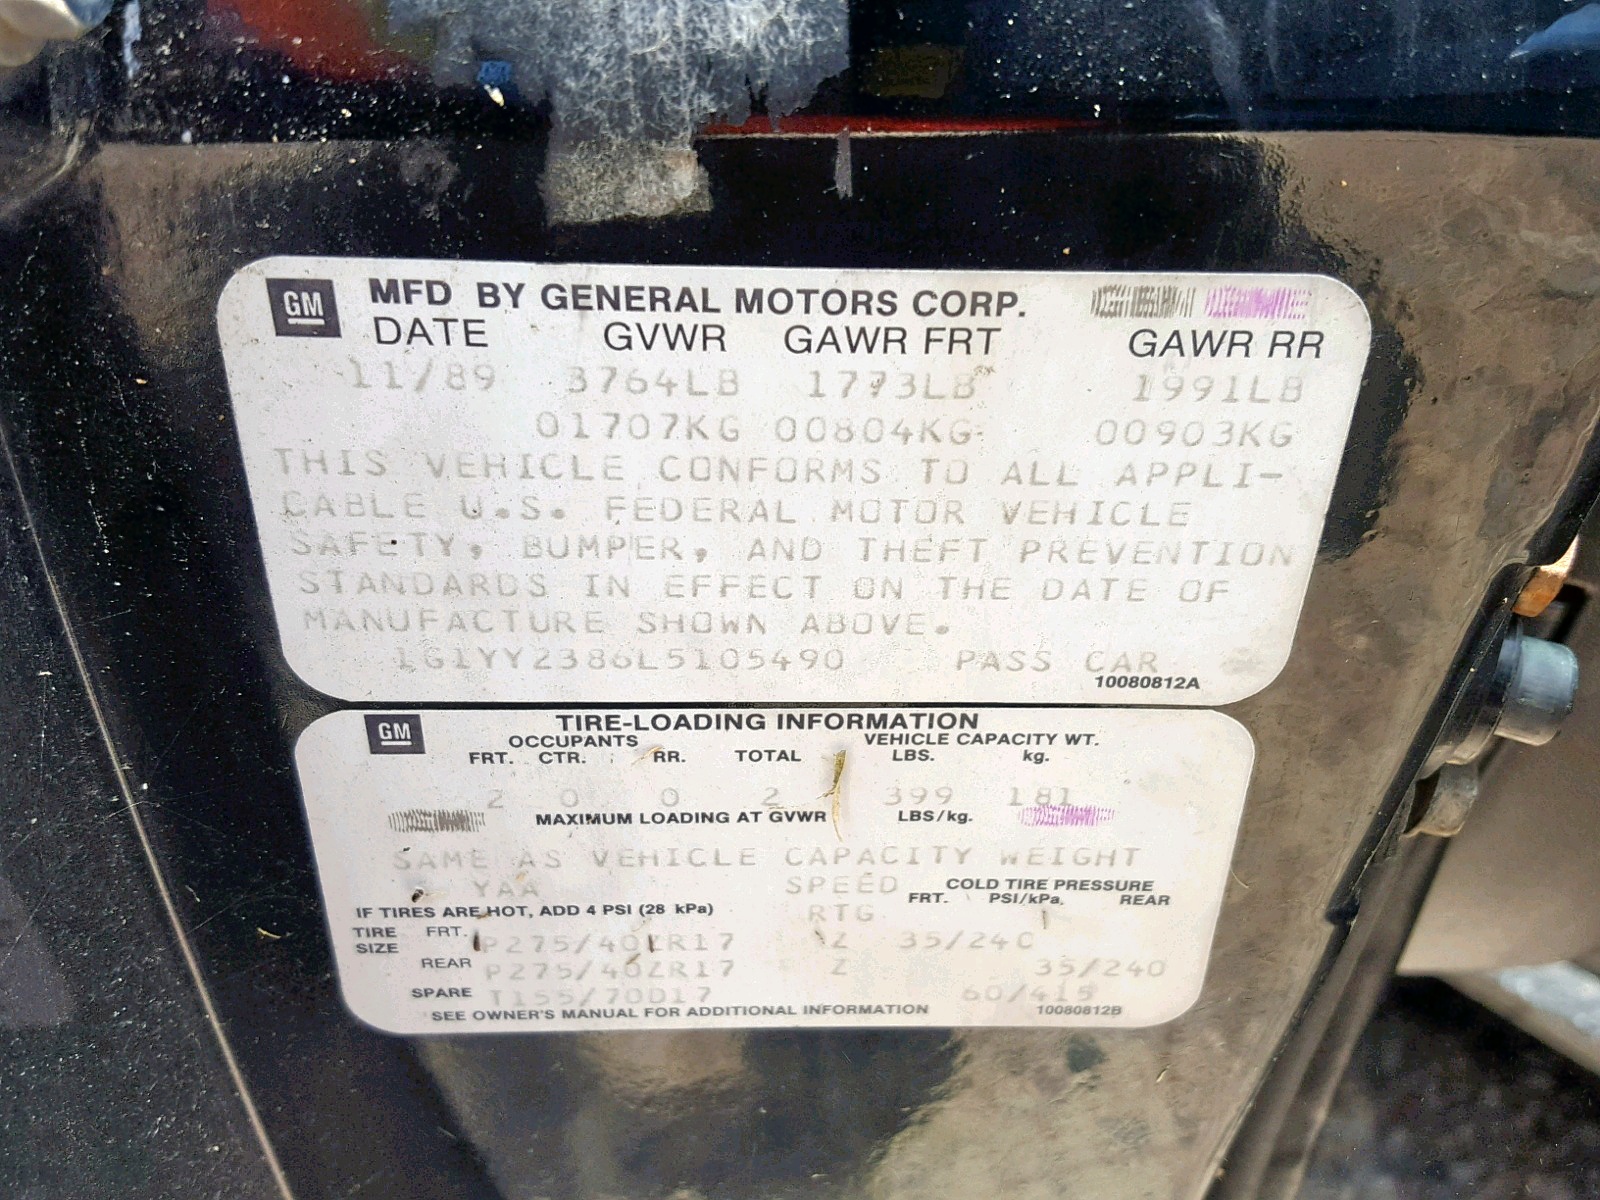 GM MFD BY GENERAL MOTORS CORP.
DATE GVWR GAWR FRT GAWR RR
11/89 3764LB 1773LB 1991LB
01707KG 00804KG 00903KG
THIS VEHICLE CONFORMS TO ALL APPLI-
CABLE U.S. FEDERAL MOTOR VEHICLE
SAFETY, BUMPER, AND THEFT PREVENTION
STANDARDS IN EFFECT ON THE DATE OF
MANUFACTURE SHOWN ABOVE.
1G1YY2386L5105490 PASS CAR
10080812A
GM TIRE-LOADING INFORMATION
OCCUPANTS VEHICLE CAPACITY WT.
FRT. CTR. RR. TOTAL LBS. kg.
2 0 0 2 399 181
MAXIMUM LOADING AT GVWR LBS/kg.
SAME AS VEHICLE CAPACITY WEIGHT
YAA SPEED COLD TIRE PRESSURE
IF TIRES ARE HOT, ADD 4 PSI (28 kPa) RTG FRT. PSI/kPa, REAR
TIRE SIZE FRT. P275/40ZR17 Z 35/240
REAR P275/40ZR17 Z 35/240
SPARE T155/70D17 60/415
SEE OWNER'S MANUAL FOR ADDITIONAL INFORMATION 10080812B